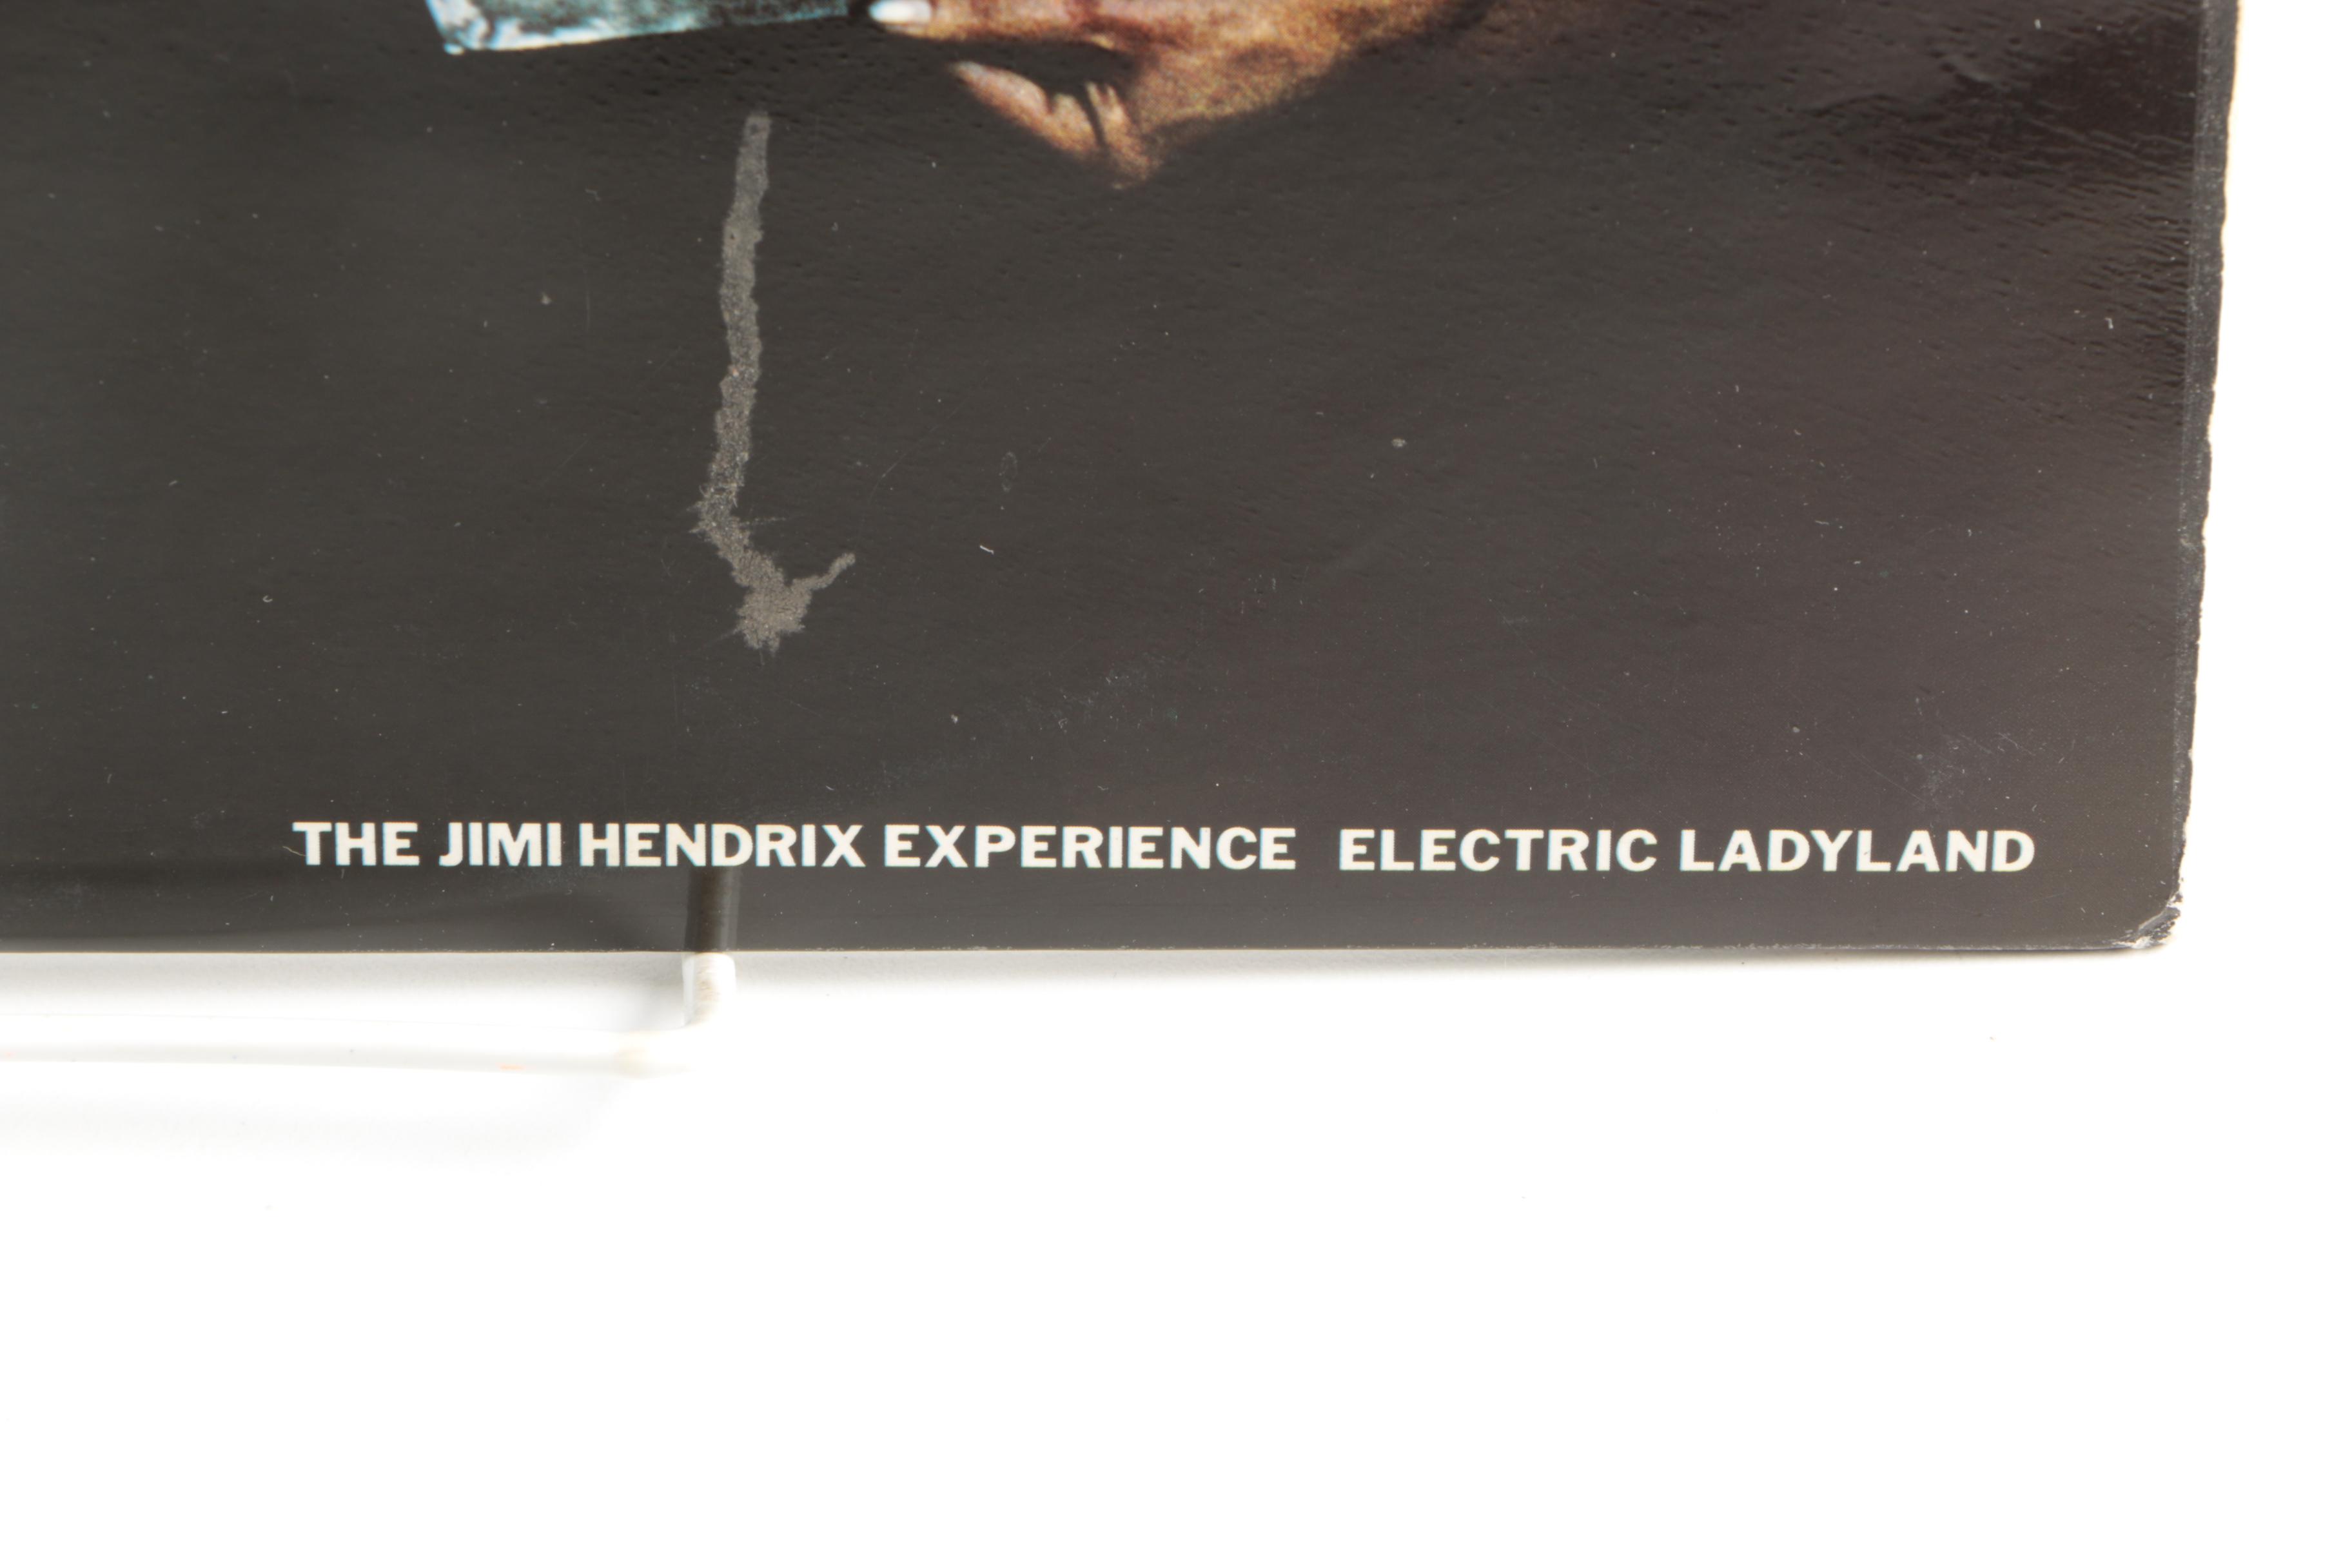 THE JIMI HENDRIX EXPERIENCE ELECTRIC LADYLAND